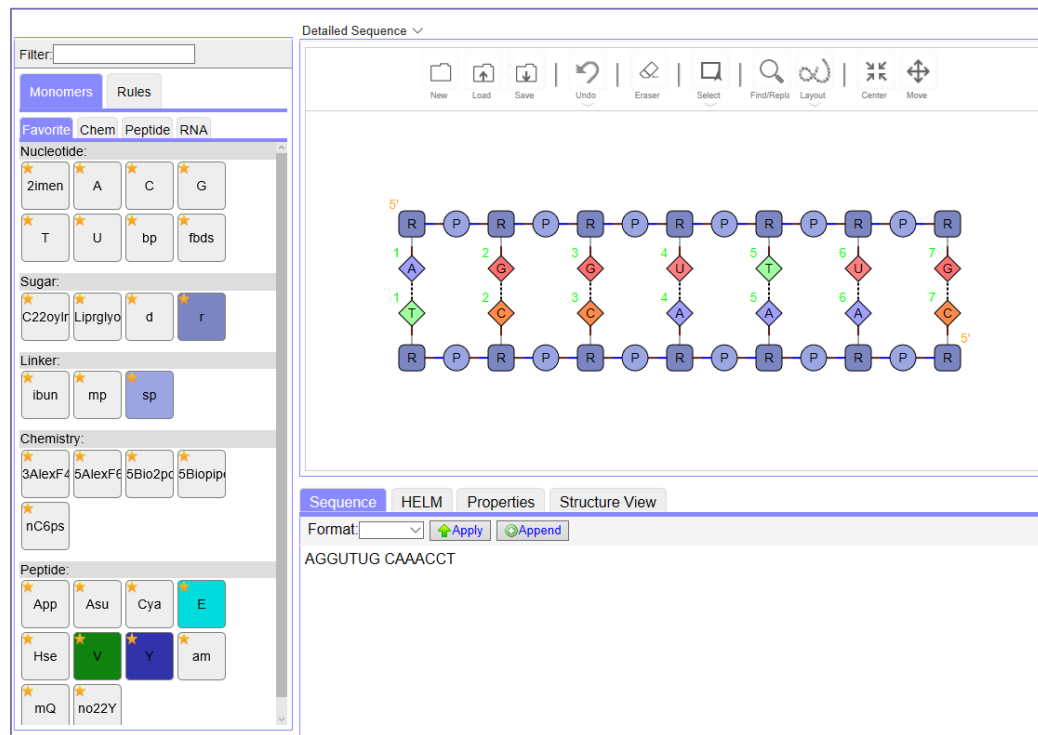 Detailed Sequence
Filter:
New Load Save Undo Eraser Select Find/Repla Layout Center Move
Monomers Rules
Favorite Chem Peptide RNA
Nucleotide:
2imen A C G
T U bp fbds
Sugar:
C22oylr Liprglyo d r
Linker:
ibun mp sp
Chemistry:
3AlexF4 5AlexF6 5Bio2pc 5Biopipe
nC6ps
Peptide:
App Asu Cya E
Hse V Y am
mQ no22Y
5'
R P R P R P R P R P R P R
1 2 3 4 5 6 7
A G G U T U G
1 2 3 4 5 6 7
T C C A A A C
5'
R P R P R P R P R P R P R
Sequence HELM Properties Structure View
Format: Apply Append
AGGUTUG CAAACCT